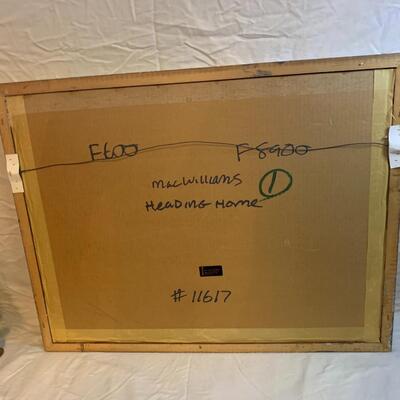 F600 F8900
MacWilliams ①
Heading Home
#11617